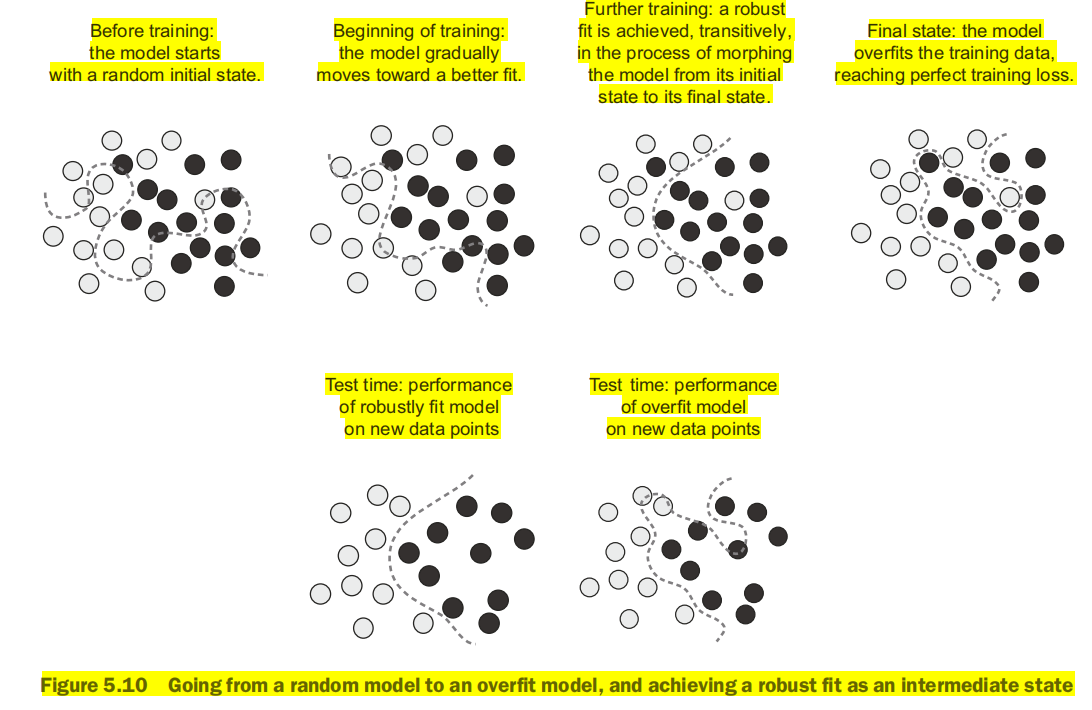 Before training:
the model starts
with a random initial state.
Beginning of training:
the model gradually
moves toward a better fit.
Further training: a robust
fit is achieved, transitively,
in the process of morphing
the model from its initial
state to its final state.
Final state: the model
overfits the training data,
reaching perfect training loss.
Test time: performance
of robustly fit model
on new data points
Test time: performance
of overfit model
on new data points
Figure 5.10 Going from a random model to an overfit model, and achieving a robust fit as an intermediate state